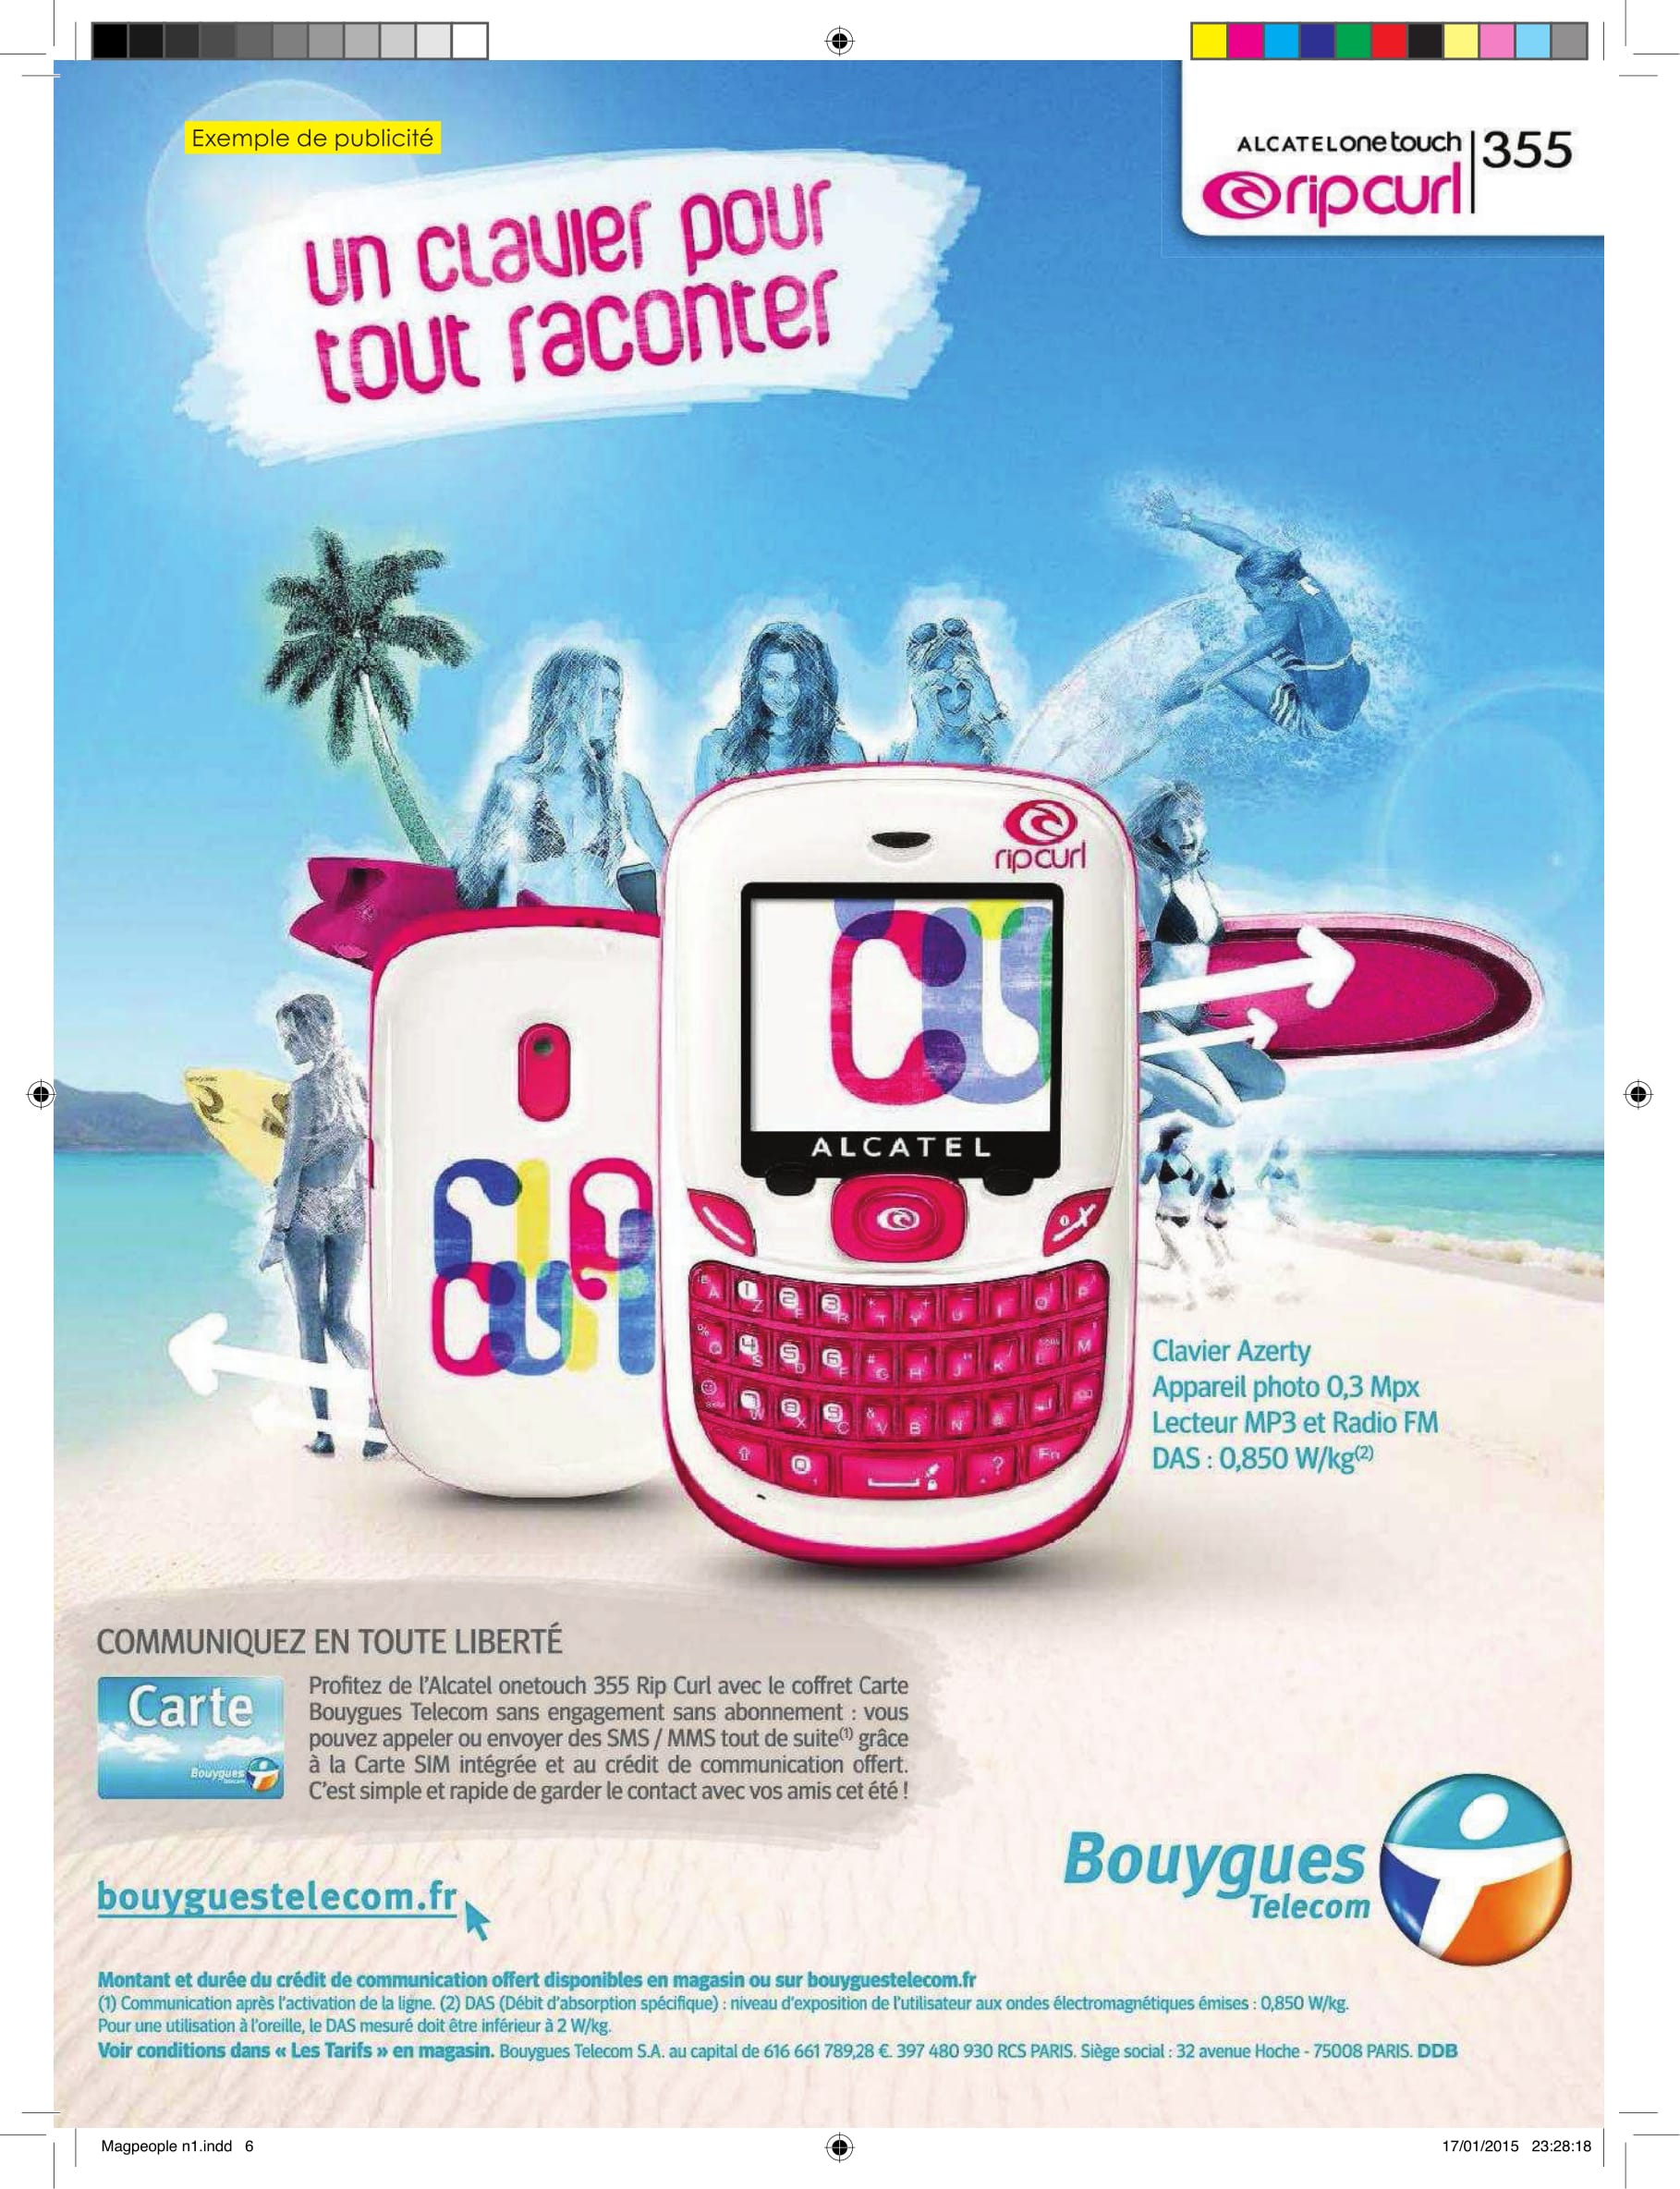 Exemple de publicité
ALCATEL onetouch | 355
ripcurl
un clavier pour
tout raconter
ripcurl
CU
ALCATEL
RIP
CURL
Clavier Azerty
Appareil photo 0,3 Mpx
Lecteur MP3 et Radio FM
DAS : 0,850 W/kg(2)
COMMUNIQUEZ EN TOUTE LIBERTÉ
Carte
Bouygues
Telecom
Profitez de l'Alcatel onetouch 355 Rip Curl avec le coffret Carte
Bouygues Telecom sans engagement sans abonnement : vous
pouvez appeler ou envoyer des SMS / MMS tout de suite(1) grâce
à la Carte SIM intégrée et au crédit de communication offert.
C'est simple et rapide de garder le contact avec vos amis cet été !
bouyguestelecom.fr
Bouygues
Telecom
Montant et durée du crédit de communication offert disponibles en magasin ou sur bouyguestelecom.fr
(1) Communication après l'activation de la ligne. (2) DAS (Débit d'absorption spécifique) : niveau d'exposition de l'utilisateur aux ondes électromagnétiques émises : 0,850 W/kg.
Pour une utilisation à l'oreille, le DAS mesuré doit être inférieur à 2 W/kg.
Voir conditions dans « Les Tarifs » en magasin. Bouygues Telecom S.A. au capital de 616 661 789,28 €. 397 480 930 RCS PARIS. Siège social : 32 avenue Hoche - 75008 PARIS. DDB
Magpeople n1.indd 6
17/01/2015 23:28:18